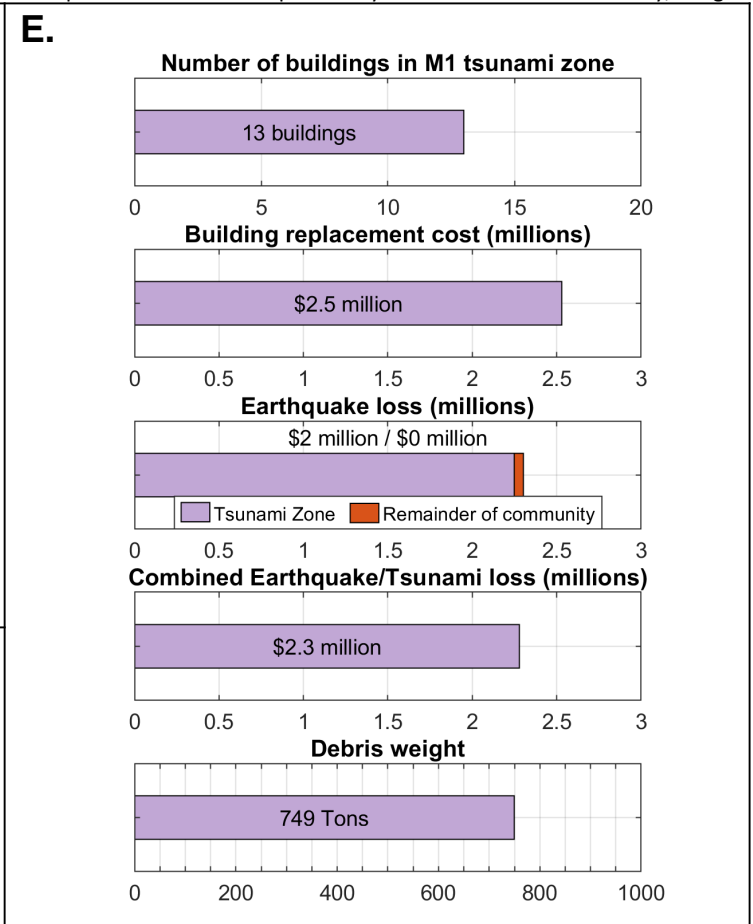 E.
Number of buildings in M1 tsunami zone
13 buildings
0 5 10 15 20
Building replacement cost (millions)
$2.5 million
0 0.5 1 1.5 2 2.5 3
Earthquake loss (millions)
$2 million / $0 million
Tsunami Zone Remainder of community
0 0.5 1 1.5 2 2.5 3
Combined Earthquake/Tsunami loss (millions)
$2.3 million
0 0.5 1 1.5 2 2.5 3
Debris weight
749 Tons
0 200 400 600 800 1000